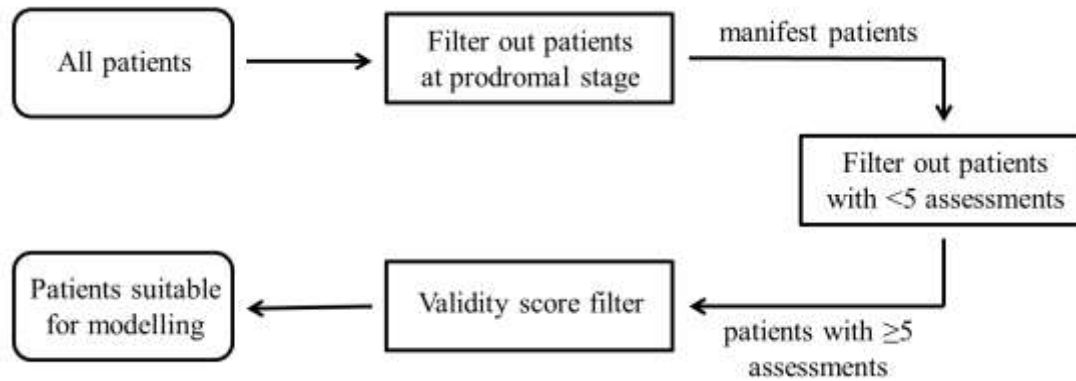 All patients
Filter out patients
at prodromal stage
manifest patients
Filter out patients
with <5 assessments
patients with ≥5
assessments
Validity score filter
Patients suitable
for modelling